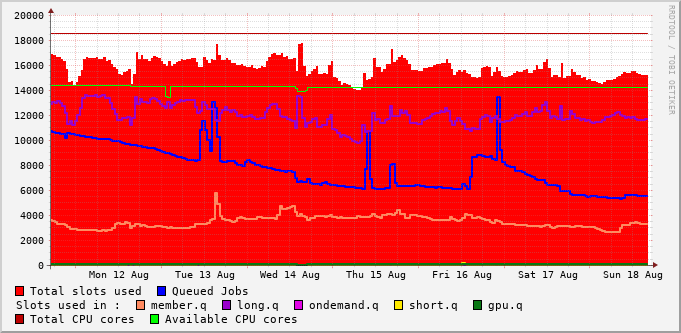 20000
18000
16000
14000
12000
10000
8000
6000
4000
2000
0
Mon 12 Aug Tue 13 Aug Wed 14 Aug Thu 15 Aug Fri 16 Aug Sat 17 Aug Sun 18 Aug
Total slots used Queued Jobs
Slots used in : member.q long.q ondemand.q short.q gpu.q
Total CPU cores Available CPU cores
RRDTOOL / TOBI OETIKER